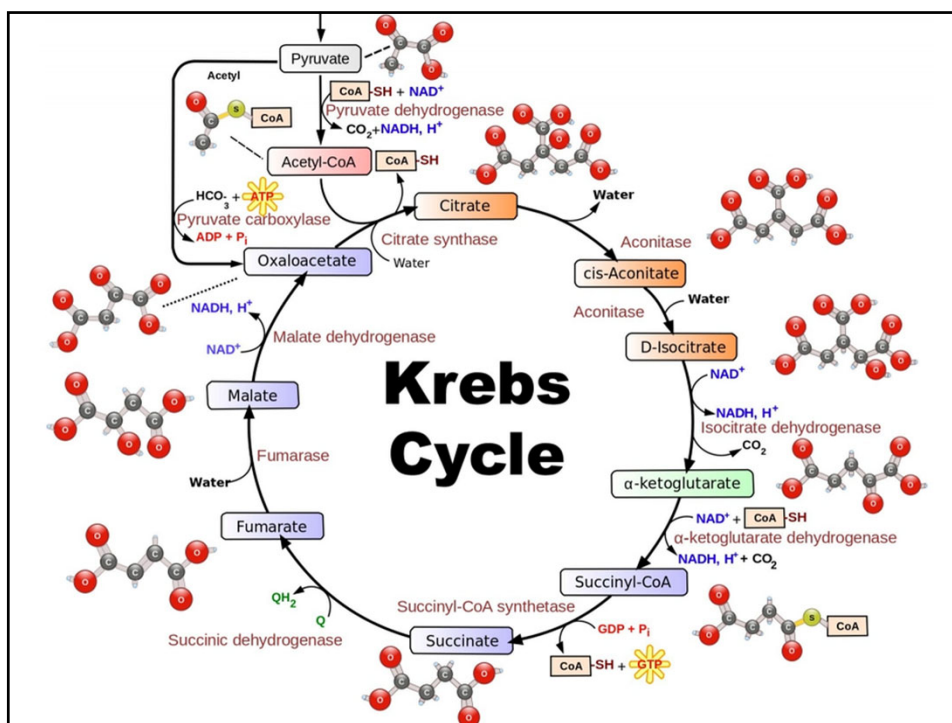 Pyruvate
Acetyl
CoA-SH + NAD+
Pyruvate dehydrogenase
CO2+NADH, H+
S CoA
Acetyl-CoA
CoA-SH
HCO3- + ATP
Pyruvate carboxylase
ADP + Pi
Citrate
Water
Citrate synthase
Water
Oxaloacetate
Aconitase
cis-Aconitate
Water
Aconitase
D-Isocitrate
NADH, H+
Malate dehydrogenase
NAD+
NAD+
NADH, H+
Isocitrate dehydrogenase
CO2
Malate
Krebs
Cycle
Fumarase
Water
α-ketoglutarate
NAD+ + CoA-SH
α-ketoglutarate dehydrogenase
NADH, H+ + CO2
Fumarate
Succinyl-CoA
S CoA
QH2
Q
Succinic dehydrogenase
Succinyl-CoA synthetase
GDP + Pi
Succinate
CoA-SH + GTP